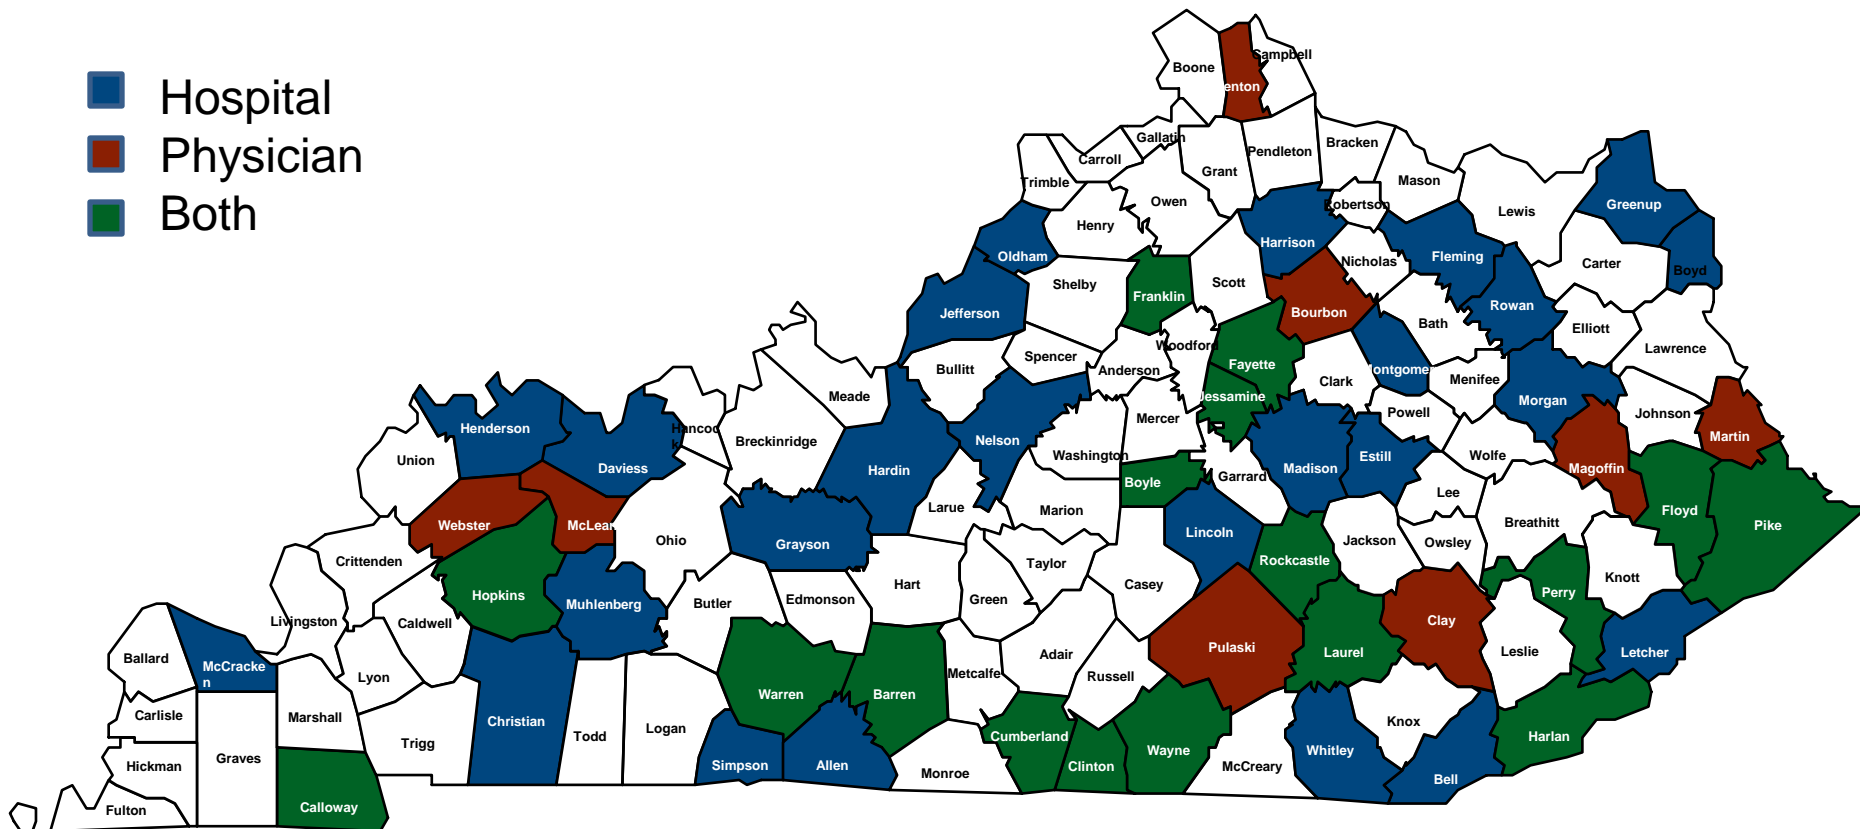 Hospital
Physician
Both
Campbell
Boone
enton
Gallatin
Carroll
Pendleton
Bracken
Grant
Trimble
Mason
Owen
Robertson
Lewis
Greenup
Henry
Harrison
Oldham
Nicholas
Fleming
Carter
Boyd
Shelby
Scott
Franklin
Rowan
Jefferson
Bourbon
Bath
Elliott
Woodford
Lawrence
Spencer
Bullitt
Anderson
Fayette
Clark
ontgomer
Menifee
Meade
Jessamine
Morgan
Powell
Johnson
Mercer
Henderson
Hancoc
k
Breckinridge
Nelson
Martin
Union
Daviess
Hardin
Washington
Madison
Estill
Wolfe
Magoffin
Garrard
Boyle
Lee
Larue
Marion
Floyd
Pike
Webster
McLean
Lincoln
Breathitt
Ohio
Grayson
Jackson
Owsley
Crittenden
Rockcastle
Taylor
Knott
Hart
Casey
Hopkins
Edmonson
Green
Perry
Butler
Muhlenberg
Livingston
Caldwell
Clay
Pulaski
Leslie
Letcher
Laurel
Adair
Ballard
McCracke
n
Lyon
Metcalfe
Russell
Warren
Barren
Carlisle
Marshall
Christian
Knox
Logan
Todd
Cumberland
Harlan
Trigg
Wayne
Whitley
Graves
Hickman
Simpson
Allen
Clinton
McCreary
Monroe
Bell
Calloway
Fulton